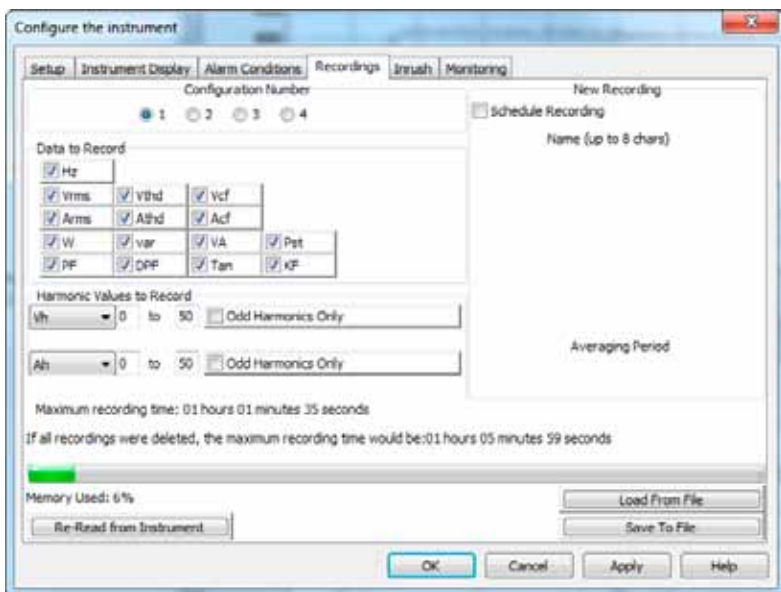 Configure the instrument
Setup Instrument Display Alarm Conditions Recordings Inrush Monitoring
Configuration Number
1 2 3 4
New Recording
Schedule Recording
Name (up to 8 chars)
Data to Record
Hz
Vrms Vthd Vcf
Arms Athd Acf
W var VA Pst
PF DPF Tan KF
Harmonic Values to Record
Vh 0 to 50 Odd Harmonics Only
Averaging Period
Ah 0 to 50 Odd Harmonics Only
Maximum recording time: 01 hours 01 minutes 35 seconds
If all recordings were deleted, the maximum recording time would be:01 hours 05 minutes 59 seconds
Memory Used: 6%
Load From File
Re-Read from Instrument
Save To File
OK Cancel Apply Help